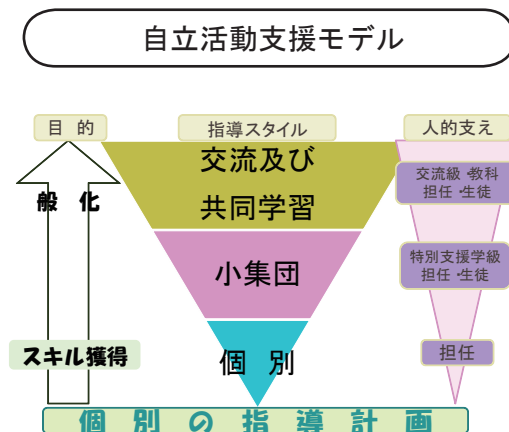 自立活動支援モデル
目 的
指導スタイル
人的支え
交流及び
共同学習
小集団
個 別
般 化
スキル獲得
交流級・教科
担任・生徒
特別支援学級
担任・生徒
担任
個 別 の 指 導 計 画